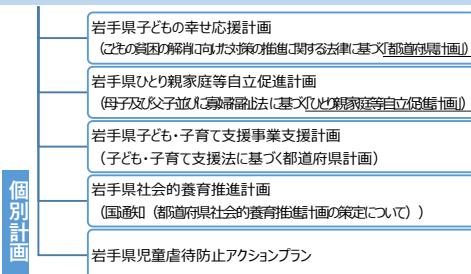 岩手県子どもの幸せ応援計画
（こどもの貧困の解消に向けた対策の推進に関する法律に基づく「都道府県計画」）
岩手県ひとり親家庭等自立促進計画
（母子及び父子並びに寡婦福祉法に基づく「ひとり親家庭等自立促進計画」）
岩手県子ども・子育て支援事業支援計画
（子ども・子育て支援法に基づく都道府県計画）
岩手県社会的養育推進計画
（国通知（都道府県社会的養育推進計画の策定について））
岩手県児童虐待防止アクションプラン
個別計画